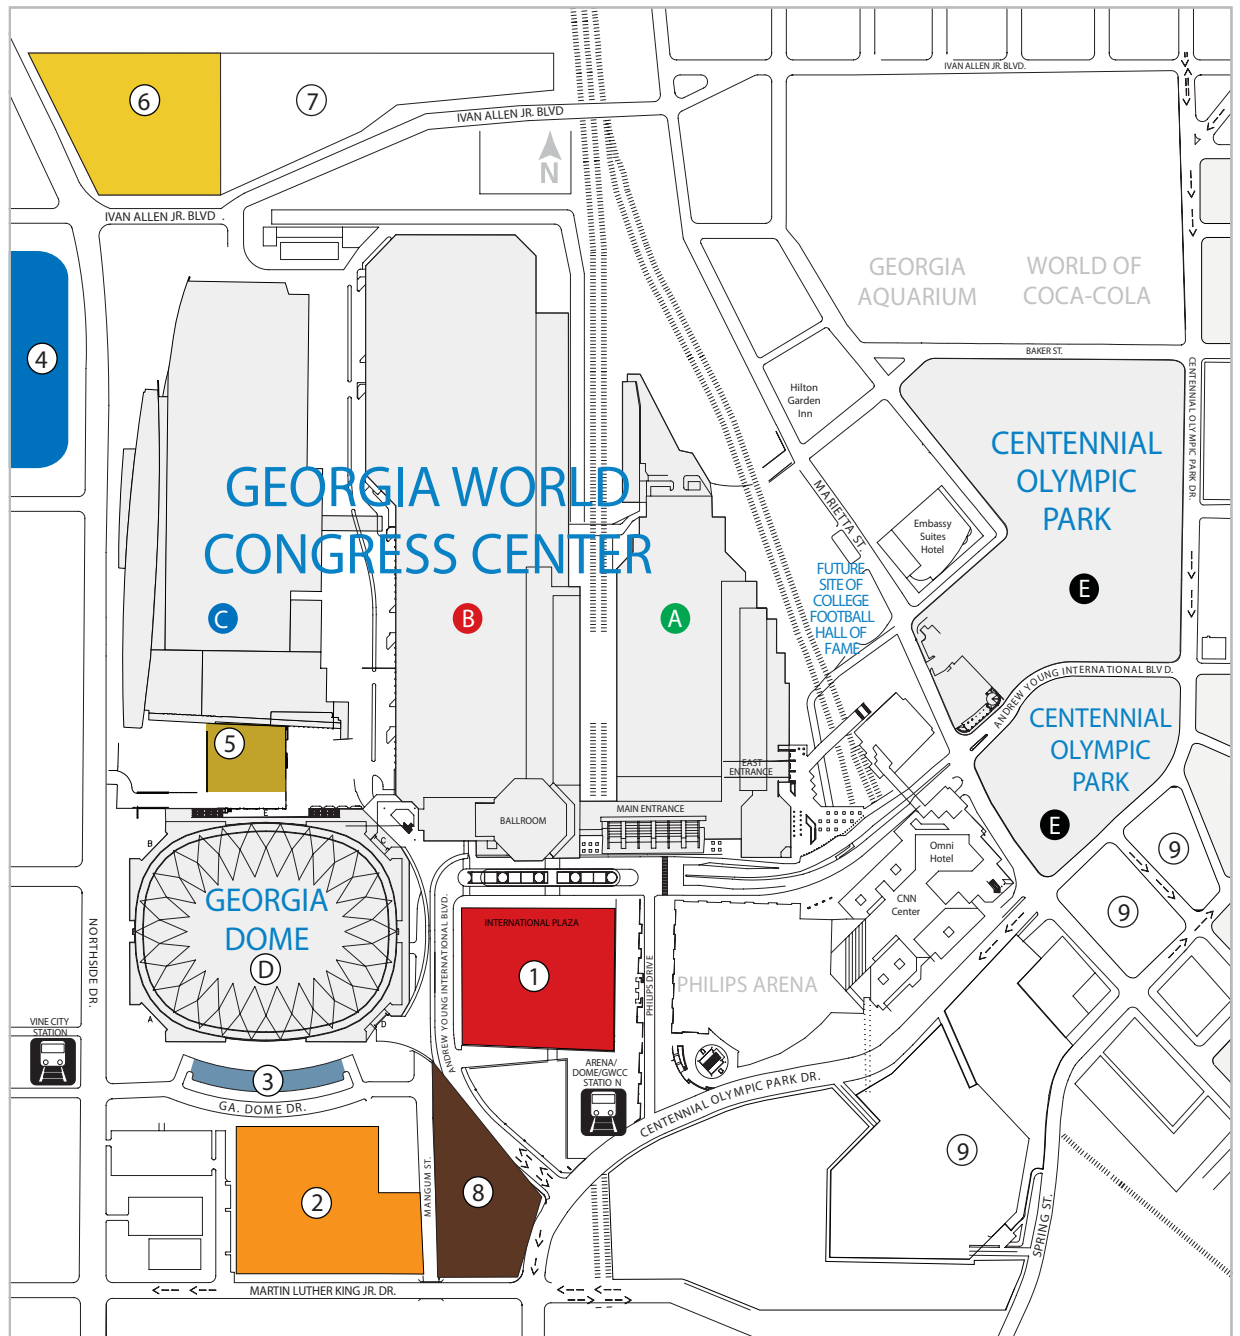 IVAN ALLEN JR. BLVD.
6
7
IVAN ALLEN JR. BLVD
N
IVAN ALLEN JR. BLVD .
GEORGIA
AQUARIUM
WORLD OF
COCA-COLA
4
BAKER ST.
CENTENNIAL OLYMPIC PARK DR.
Hilton
Garden
Inn
CENTENNIAL
OLYMPIC
PARK
GEORGIA WORLD
CONGRESS CENTER
MARIETTA ST.
Embassy
Suites
Hotel
FUTURE
SITE OF
COLLEGE
FOOTBALL
HALL OF
FAME
E
C
B
A
ANDREW YOUNG INTERNATIONAL BLVD.
CENTENNIAL
OLYMPIC
PARK
5
EAST
ENTRANCE
MAIN ENTRANCE
BALLROOM
E
E
B
C
Omni
Hotel
9
CNN
Center
9
GEORGIA
DOME
D
NORTHSIDE DR.
ANDREW YOUNG INTERNATIONAL BLVD.
INTERNATIONAL PLAZA
1
PHILIPS DRIVE
PHILIPS ARENA
A
D
VINE CITY
STATION
ARENA/
DOME/GWCC
STATIO N
3
GA. DOME DR.
CENTENNIAL OLYMPIC PARK DR.
9
2
MANGUM ST.
8
SPRING ST.
MARTIN LUTHER KING JR. DR.